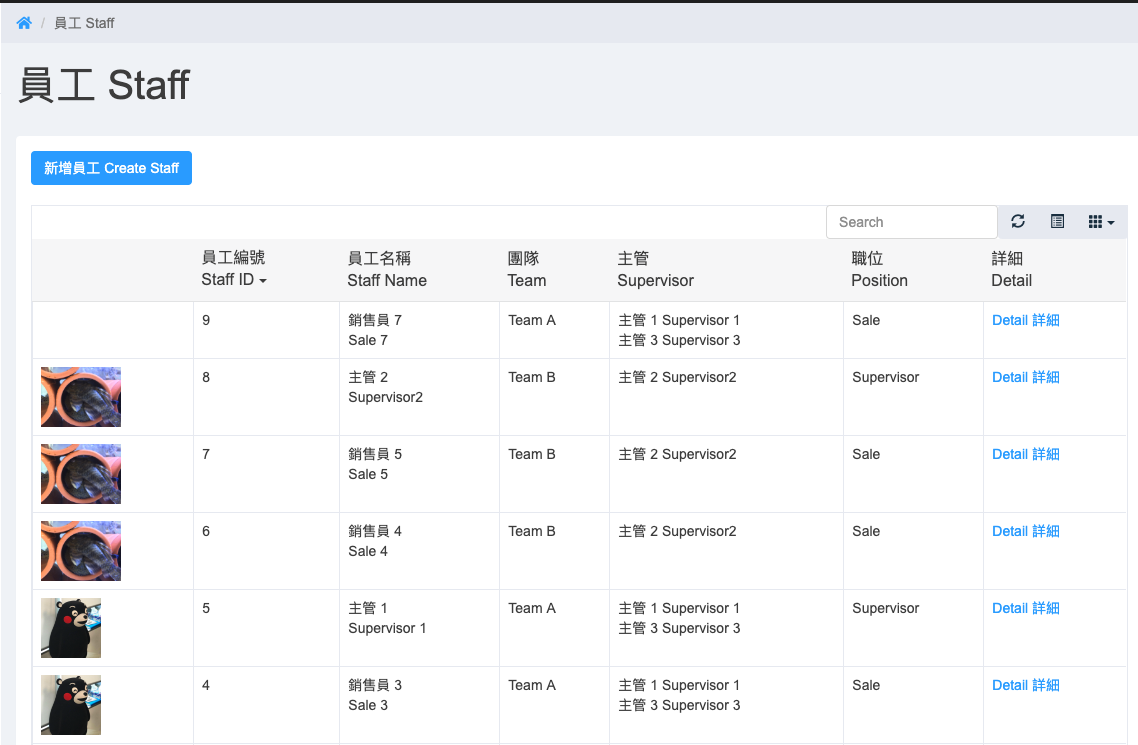 / 員工 Staff
員工 Staff
新增員工 Create Staff
Search
員工編號 員工名稱 團隊 主管 職位 詳細
Staff ID Staff Name Team Supervisor Position Detail
9 銷售員 7 Team A 主管 1 Supervisor 1 Sale Detail 詳細
Sale 7 主管 3 Supervisor 3
8 主管 2 Team B 主管 2 Supervisor2 Supervisor Detail 詳細
Supervisor2
7 銷售員 5 Team B 主管 2 Supervisor2 Sale Detail 詳細
Sale 5
6 銷售員 4 Team B 主管 2 Supervisor2 Sale Detail 詳細
Sale 4
5 主管 1 Team A 主管 1 Supervisor 1 Supervisor Detail 詳細
Supervisor 1 主管 3 Supervisor 3
4 銷售員 3 Team A 主管 1 Supervisor 1 Sale Detail 詳細
Sale 3 主管 3 Supervisor 3